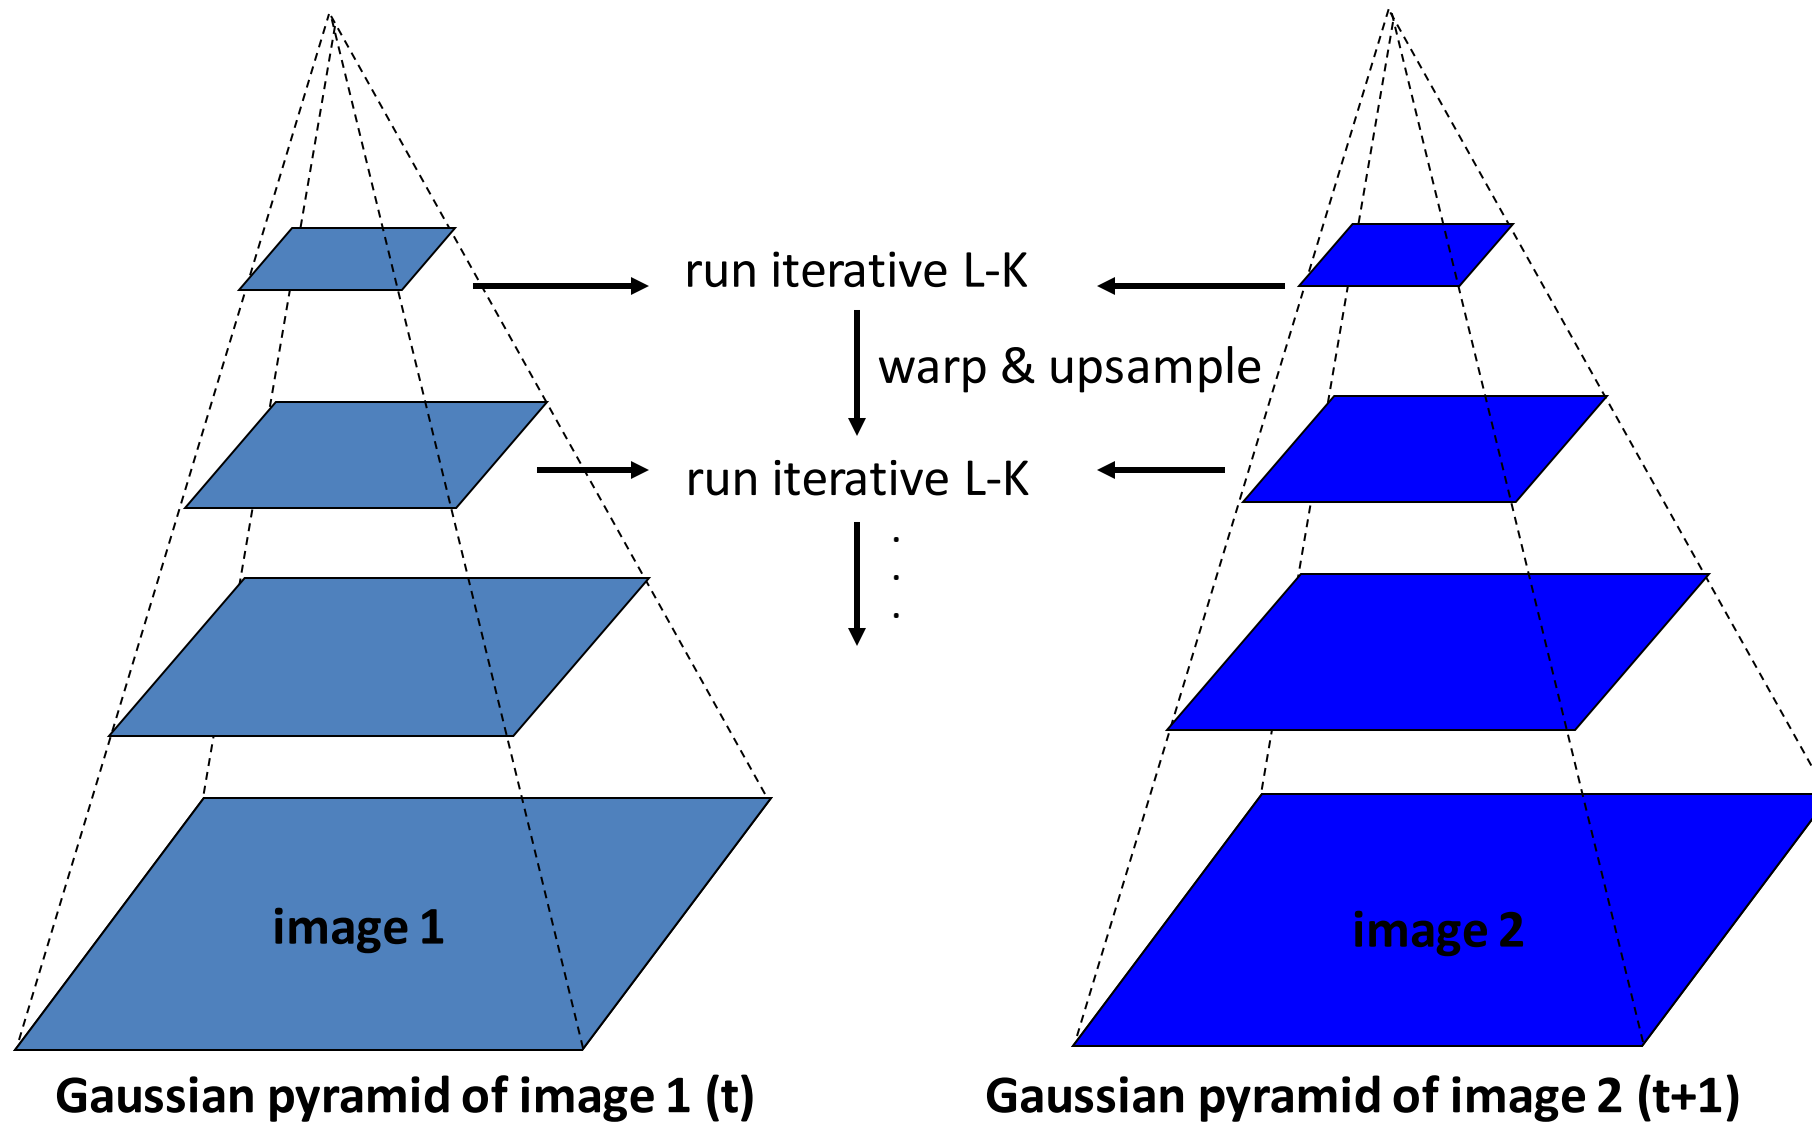 run iterative L-K
warp & upsample
run iterative L-K
.
.
.
image 1
image 2
Gaussian pyramid of image 1 (t)
Gaussian pyramid of image 2 (t+1)